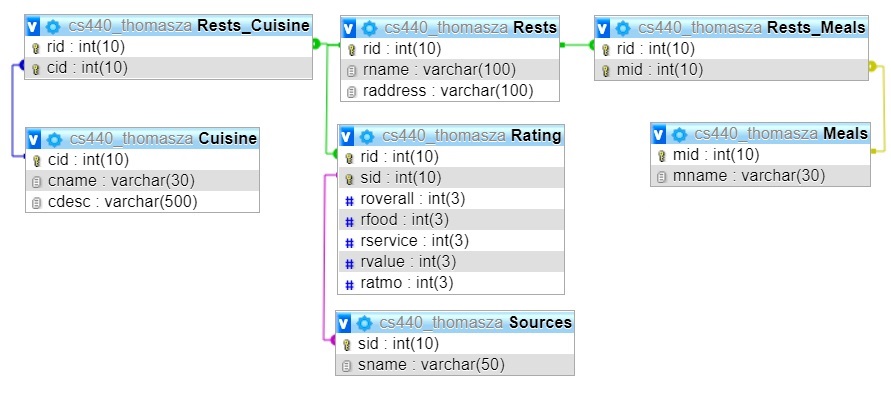 cs440_thomasza Rests_Cuisine
rid : int(10)
cid : int(10)
cs440_thomasza Rests
rid : int(10)
rname : varchar(100)
raddress : varchar(100)
cs440_thomasza Rests_Meals
rid : int(10)
mid : int(10)
cs440_thomasza Cuisine
cid : int(10)
cname : varchar(30)
cdesc : varchar(500)
cs440_thomasza Rating
rid : int(10)
sid : int(10)
# roverall : int(3)
# rfood : int(3)
# rservice : int(3)
# rvalue : int(3)
# ratmo : int(3)
cs440_thomasza Meals
mid : int(10)
mname : varchar(30)
cs440_thomasza Sources
sid : int(10)
sname : varchar(50)